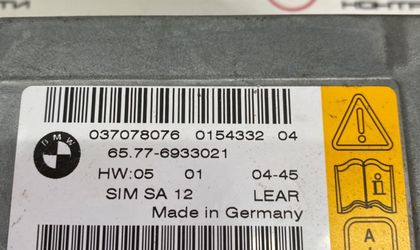 BMW
037078076 0154332 04
65.77-6933021
HW:05 01 04-45
SIM SA 12 LEAR
Made in Germany
A